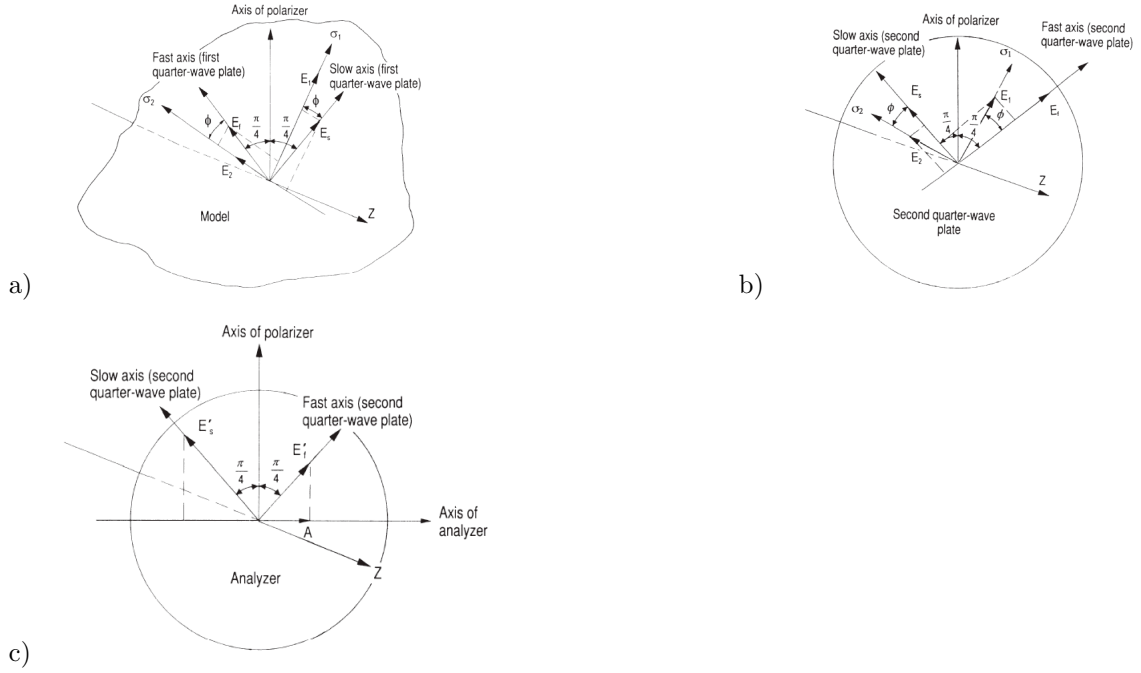 Axis of polarizer
σ1
Fast axis (first
quarter-wave plate)
Slow axis (first
quarter-wave plate)
E1
σ2
ϕ
ϕ
Ef
π/4
π/4
Es
E2
Z
Model
a)
Axis of polarizer
Slow axis (second
quarter-wave plate)
Fast axis (second
quarter-wave plate)
σ1
Es
E1
Ef
σ2
ϕ
π/4
π/4
ϕ
E2
Z
Second quarter-wave
plate
b)
Axis of polarizer
Slow axis (second
quarter-wave plate)
Fast axis (second
quarter-wave plate)
E's
E'f
π/4
π/4
Axis of
analyzer
A
Z
Analyzer
c)